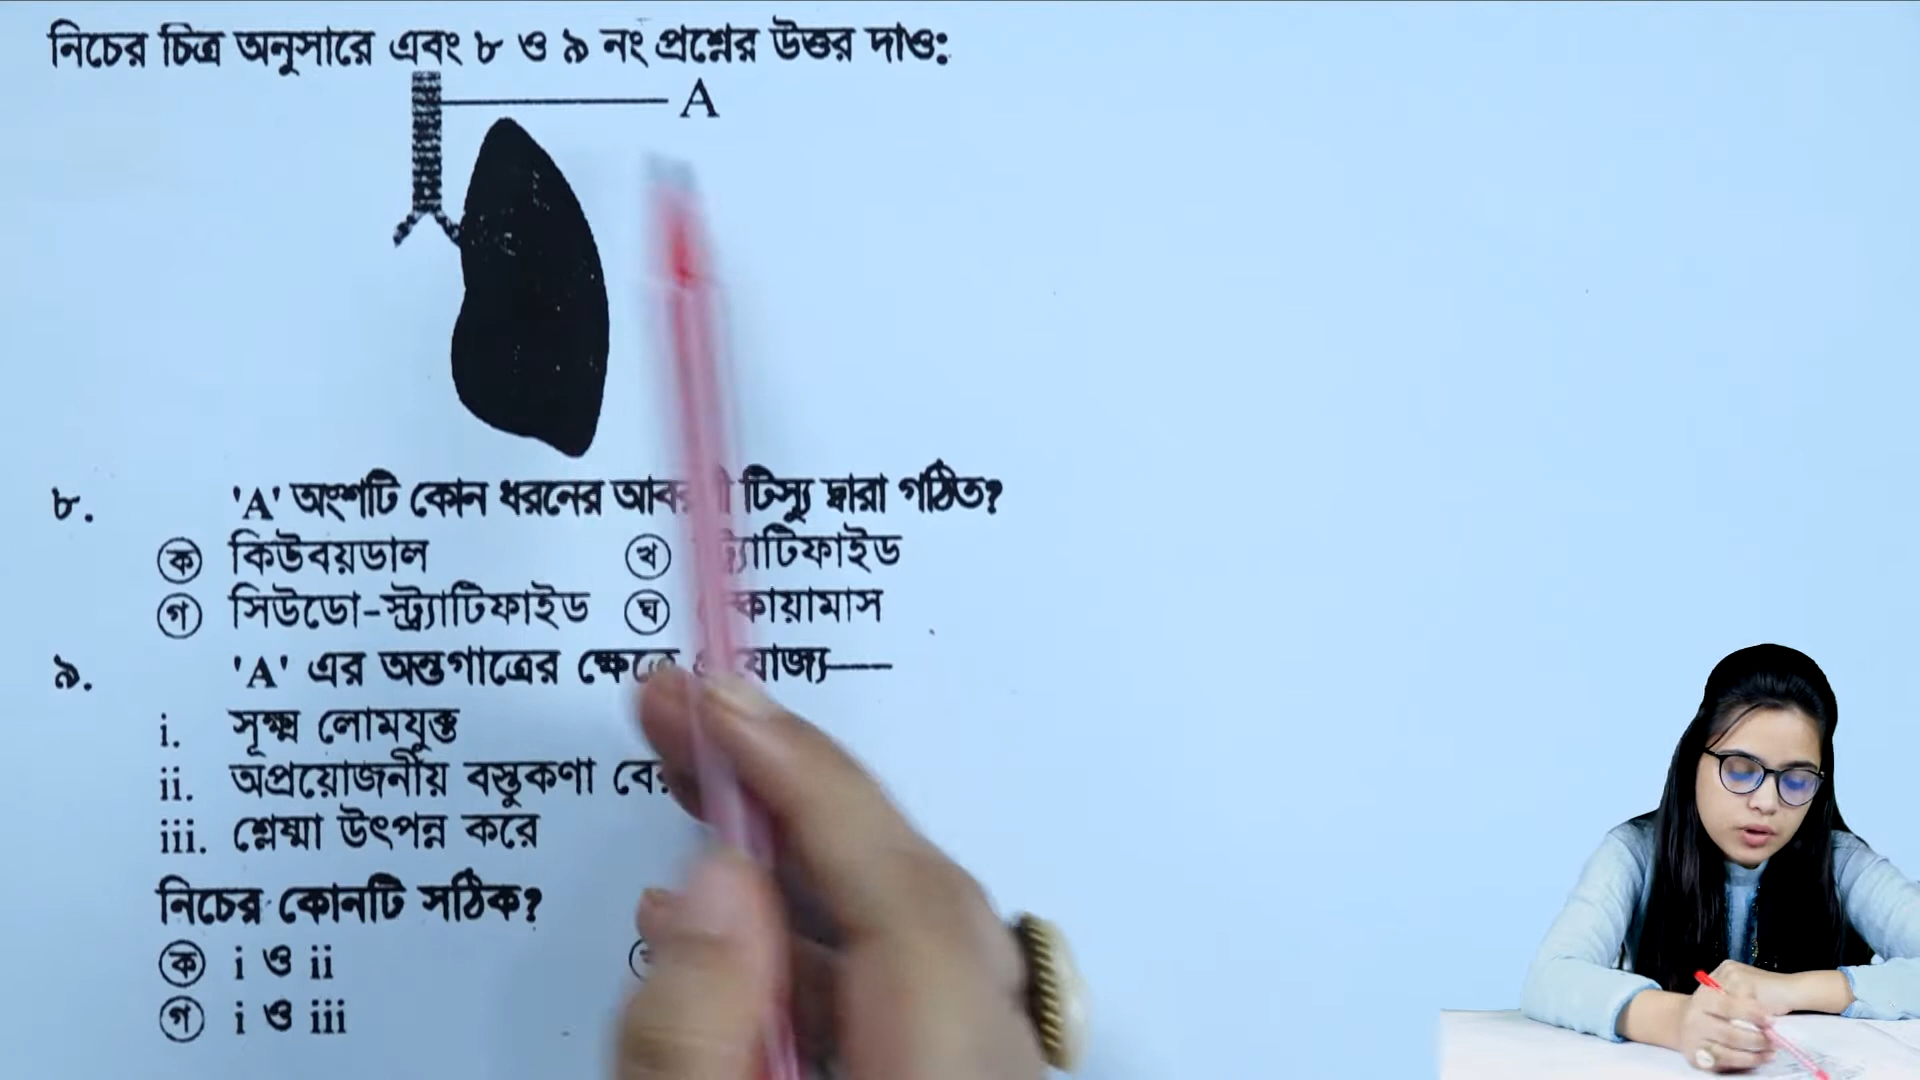 নিচের চিত্র অনুসারে এবং ৮ ও ৯ নং প্রশ্নের উত্তর দাও:
A
৮. 'A' অংশটি কোন ধরনের টিস্যু দ্বারা গঠিত?
ক কিউবয়ডাল খ
গ সিউডো-স্ট্র্যাটিফাইড ঘ
৯. 'A' এর অন্তগাত্রের ক্ষেত্রে
i. সূক্ষ্ম লোমযুক্ত
ii. অপ্রয়োজনীয় বস্তুকণা
iii. শ্লেষ্মা উৎপন্ন করে
নিচের কোনটি সঠিক?
ক i ও ii
গ i ও iii